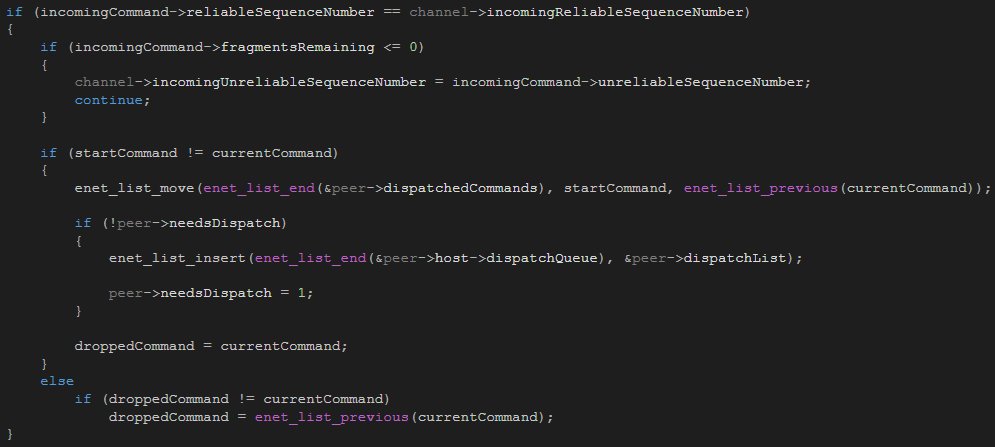 if (incomingCommand->reliableSequenceNumber == channel->incomingReliableSequenceNumber)
{
    if (incomingCommand->fragmentsRemaining <= 0)
    {
        channel->incomingUnreliableSequenceNumber = incomingCommand->unreliableSequenceNumber;
        continue;
    }

    if (startCommand != currentCommand)
    {
        enet_list_move(enet_list_end(&peer->dispatchedCommands), startCommand, enet_list_previous(currentCommand));

        if (!peer->needsDispatch)
        {
            enet_list_insert(enet_list_end(&peer->host->dispatchQueue), &peer->dispatchList);

            peer->needsDispatch = 1;
        }

        droppedCommand = currentCommand;
    }
    else
        if (droppedCommand != currentCommand)
            droppedCommand = enet_list_previous(currentCommand);
}